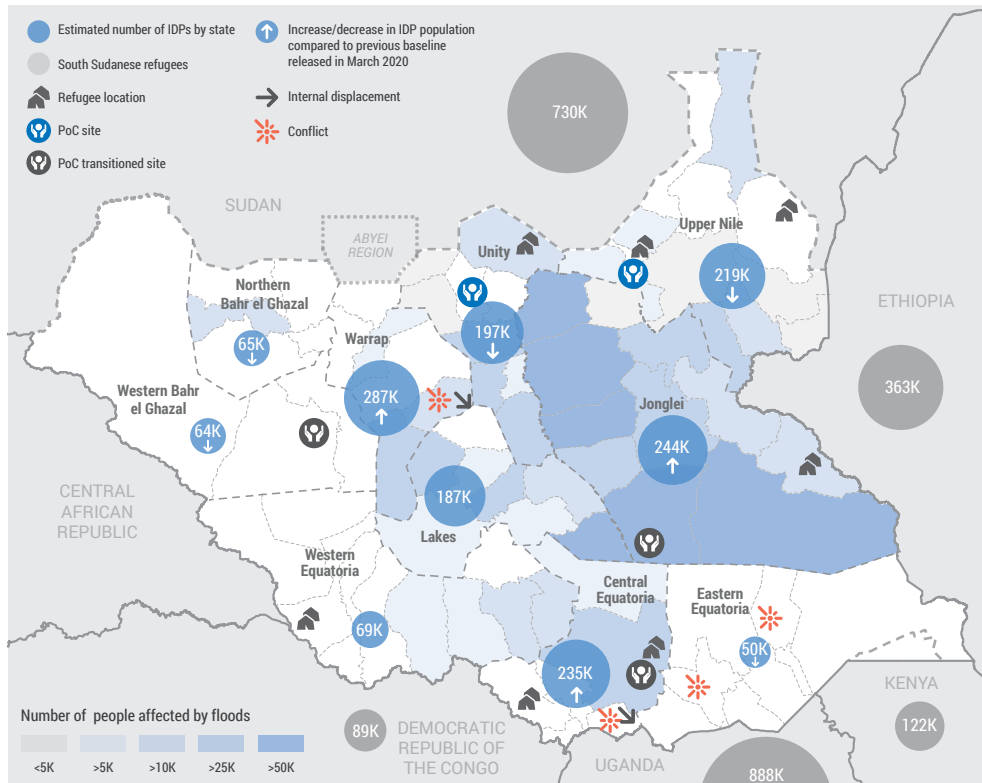 Estimated number of IDPs by state
South Sudanese refugees
Refugee location
PoC site
PoC transitioned site
Increase/decrease in IDP population
compared to previous baseline
released in March 2020
Internal displacement
Conflict
730K
SUDAN
ABYEI
REGION
Unity
Upper Nile
219K
ETHIOPIA
Northern
Bahr el Ghazal
65K
Warrap
197K
363K
Western Bahr
el Ghazal
64K
287K
Jonglei
244K
CENTRAL
AFRICAN
REPUBLIC
187K
Lakes
Western
Equatoria
69K
Central
Equatoria
Eastern
Equatoria
50K
235K
KENYA
122K
Number of people affected by floods
<5K
>5K
>10K
>25K
>50K
89K
DEMOCRATIC
REPUBLIC OF
THE CONGO
UGANDA
888K